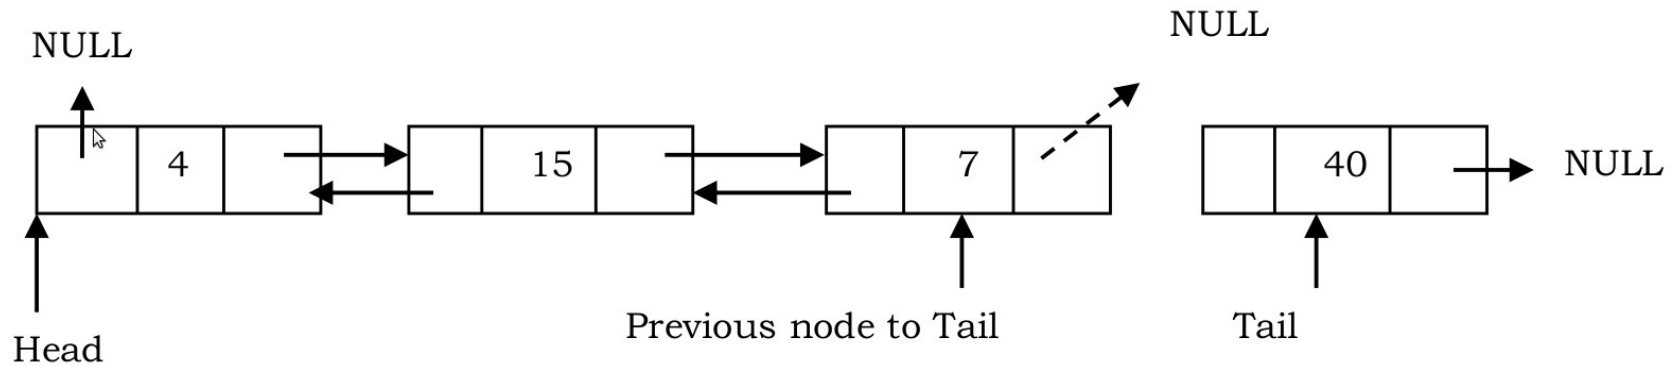 NULL
NULL
4
15
7
40
NULL
Previous node to Tail
Tail
Head